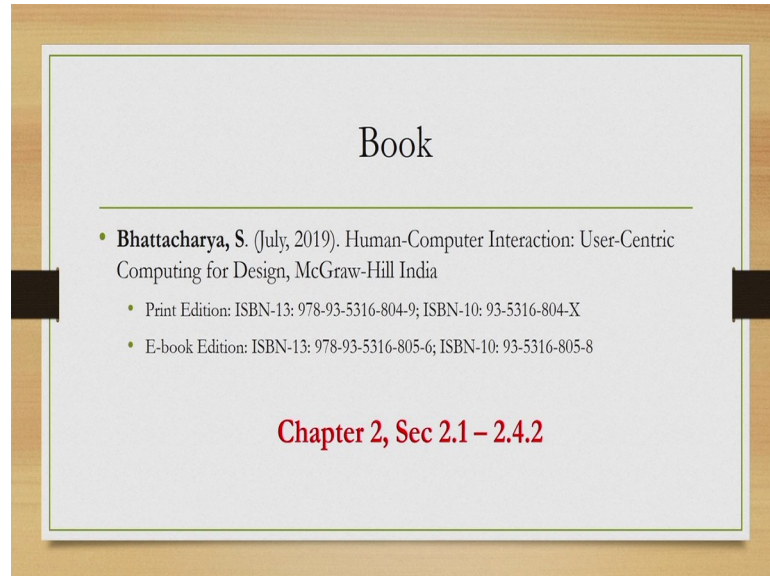 Book
• Bhattacharya, S. (July, 2019). Human-Computer Interaction: User-Centric
Computing for Design, McGraw-Hill India
• Print Edition: ISBN-13: 978-93-5316-804-9; ISBN-10: 93-5316-804-X
• E-book Edition: ISBN-13: 978-93-5316-805-6; ISBN-10: 93-5316-805-8
Chapter 2, Sec 2.1 – 2.4.2